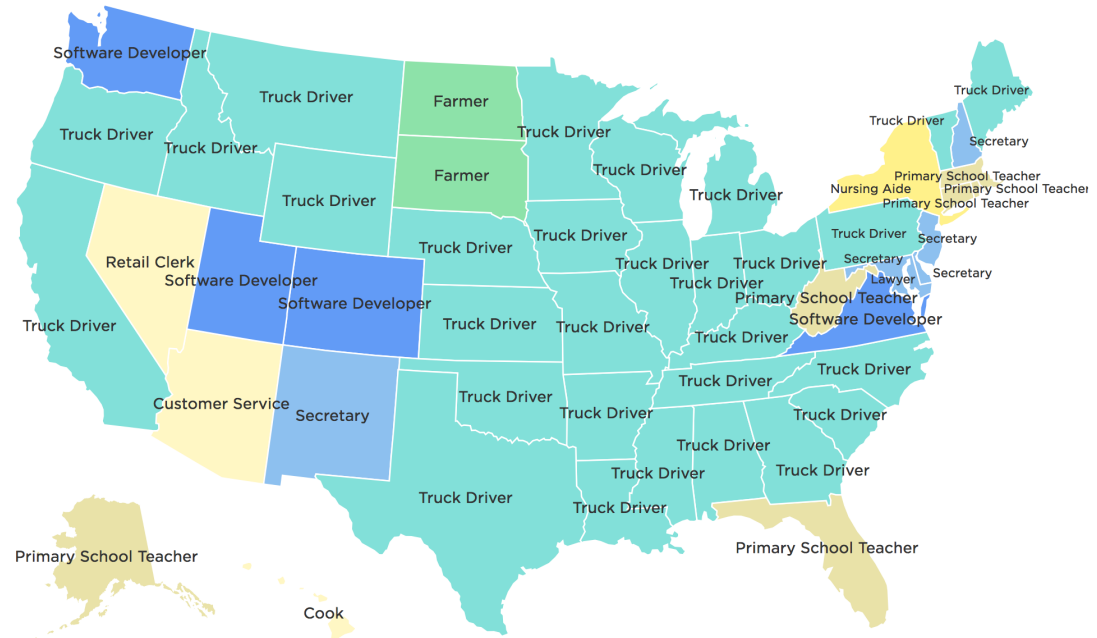 Software Developer
Truck Driver
Farmer
Truck Driver
Truck Driver
Truck Driver
Truck Driver
Truck Driver
Secretary
Truck Driver
Farmer
Primary School Teacher
Nursing Aide
Primary School Teacher
Truck Driver
Truck Driver
Primary School Teacher
Truck Driver
Truck Driver
Truck Driver
Secretary
Retail Clerk
Truck Driver
Truck Driver
Secretary
Software Developer
Truck Driver
Secretary
Lawyer
Software Developer
Primary School Teacher
Software Developer
Truck Driver
Truck Driver
Truck Driver
Truck Driver
Truck Driver
Truck Driver
Customer Service
Truck Driver
Secretary
Truck Driver
Truck Driver
Truck Driver
Truck Driver
Truck Driver
Truck Driver
Truck Driver
Primary School Teacher
Primary School Teacher
Cook